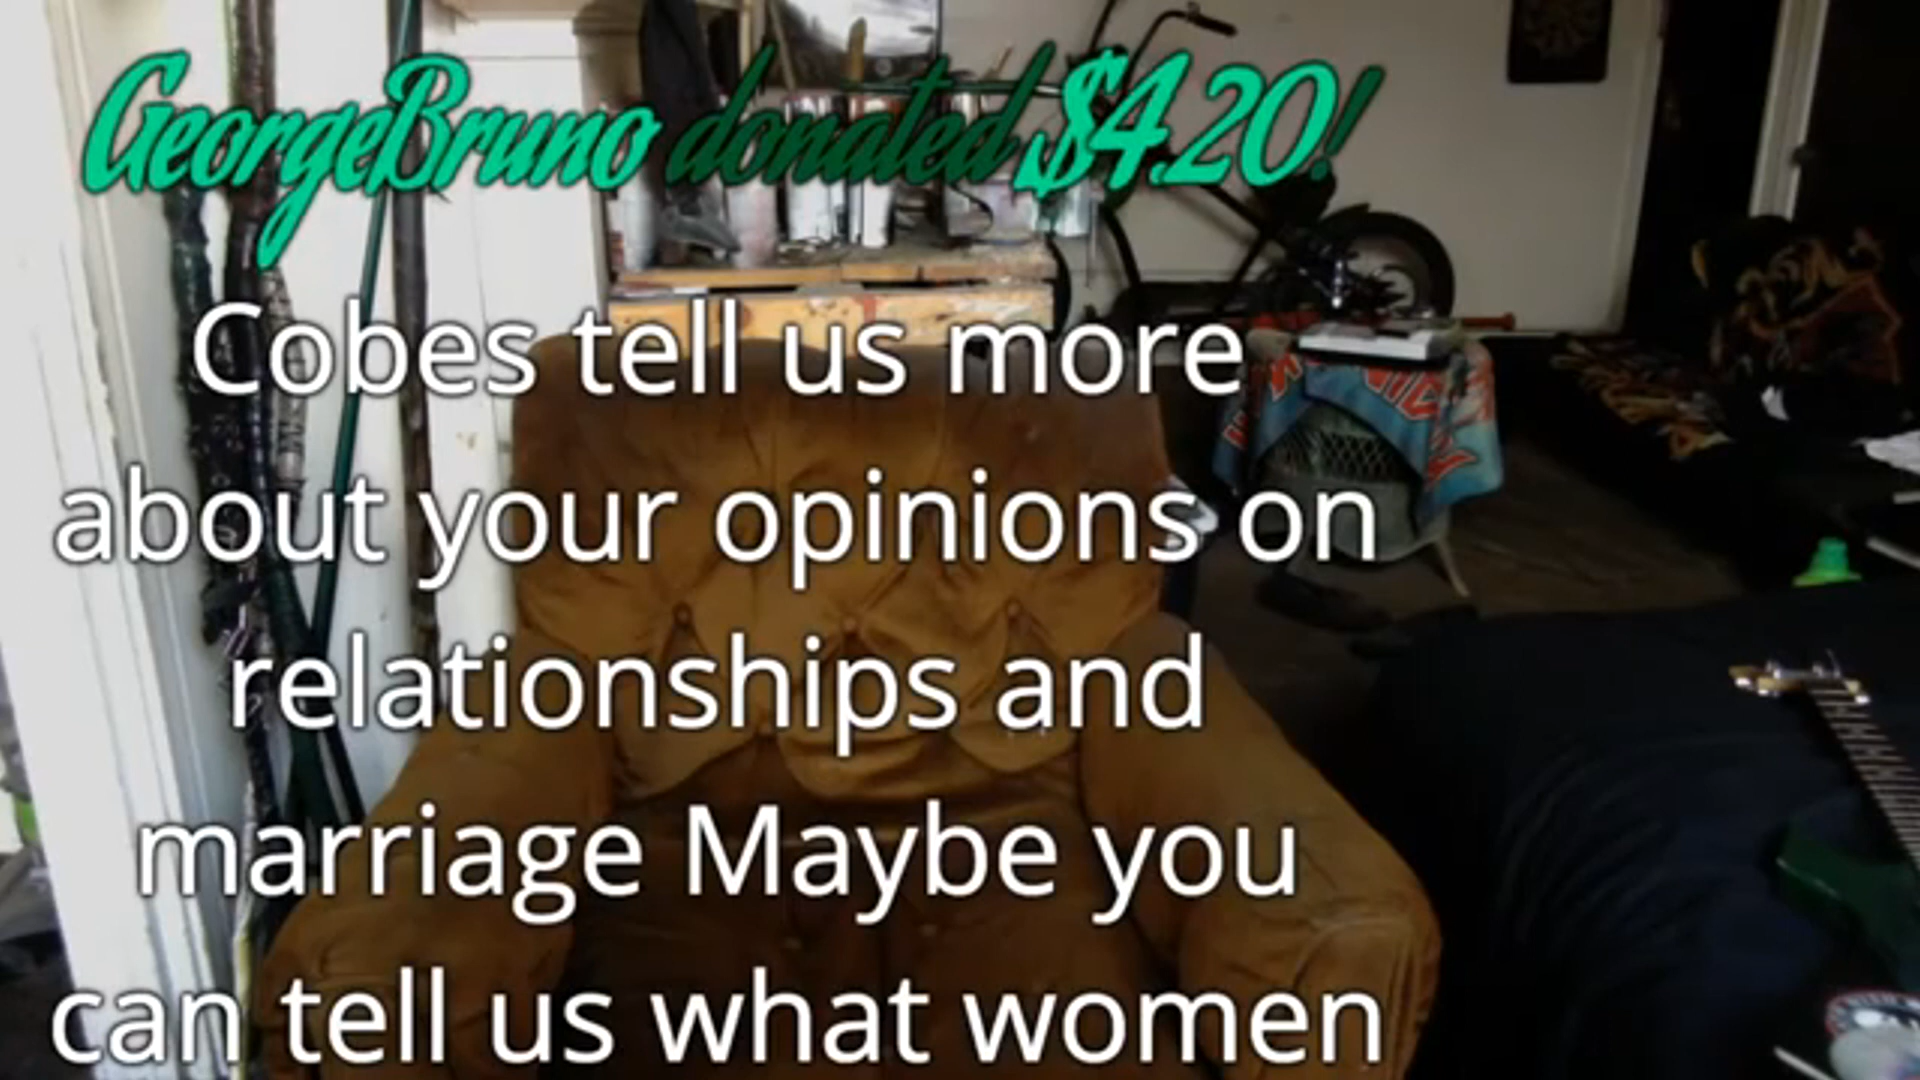 GeorgeBruno donated $4.20!
Cobes tell us more
about your opinions on
relationships and
marriage Maybe you
can tell us what women